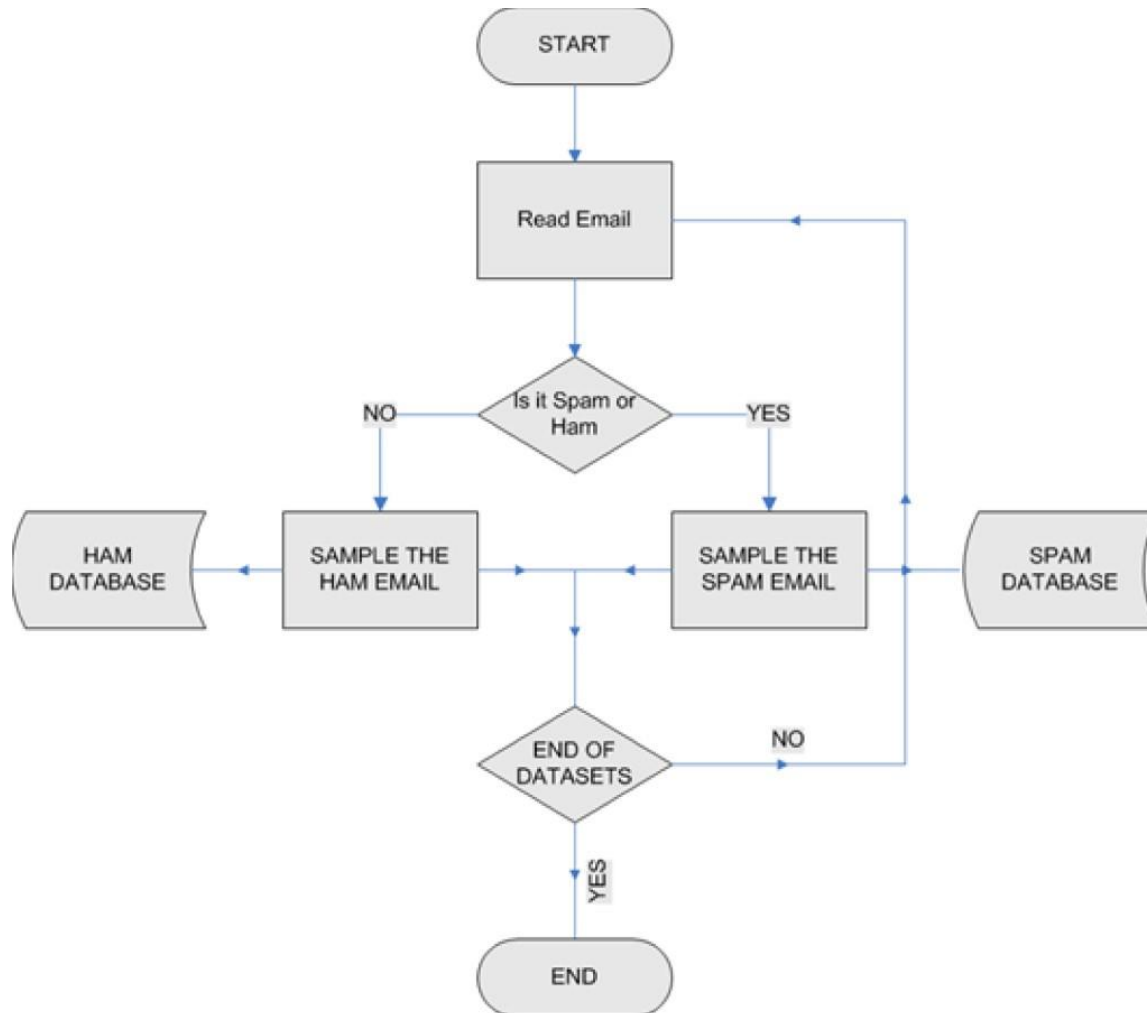 START
Read Email
Is it Spam or
Ham
NO
YES
HAM
DATABASE
SAMPLE THE
HAM EMAIL
SAMPLE THE
SPAM EMAIL
SPAM
DATABASE
END OF
DATASETS
NO
YES
END